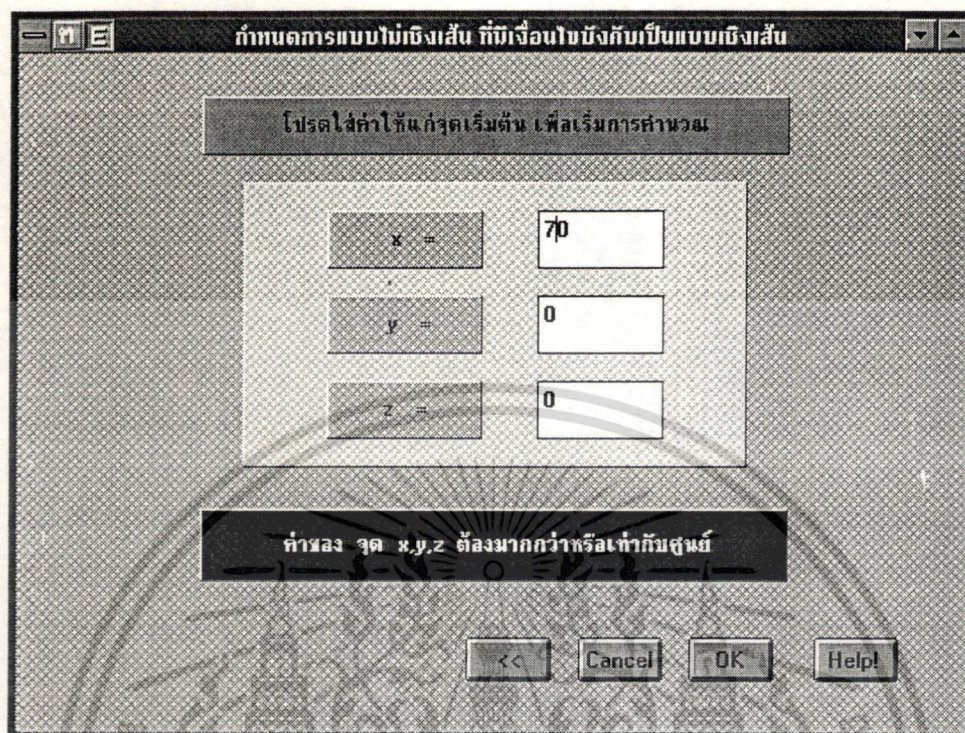 ท E กำหนดการแบบไม่เชิงเส้น ที่มีเงื่อนไขบังคับเป็นแบบเชิงเส้น
โปรดใส่ค่าให้แก่จุดเริ่มต้น เพื่อเริ่มการคำนวณ
x = 70
y = 0
z = 0
ค่าของ จุด x,y,z ต้องมากกว่าหรือเท่ากับศูนย์
<< Cancel OK Help!